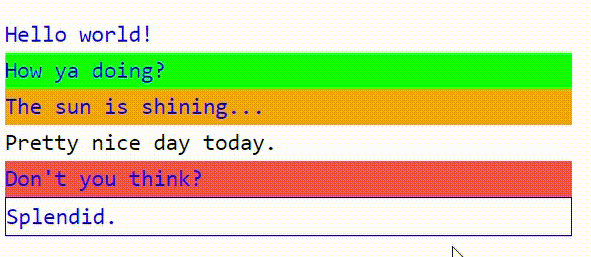 Hello world!
How ya doing?
The sun is shining...
Pretty nice day today.
Don't you think?
Splendid.